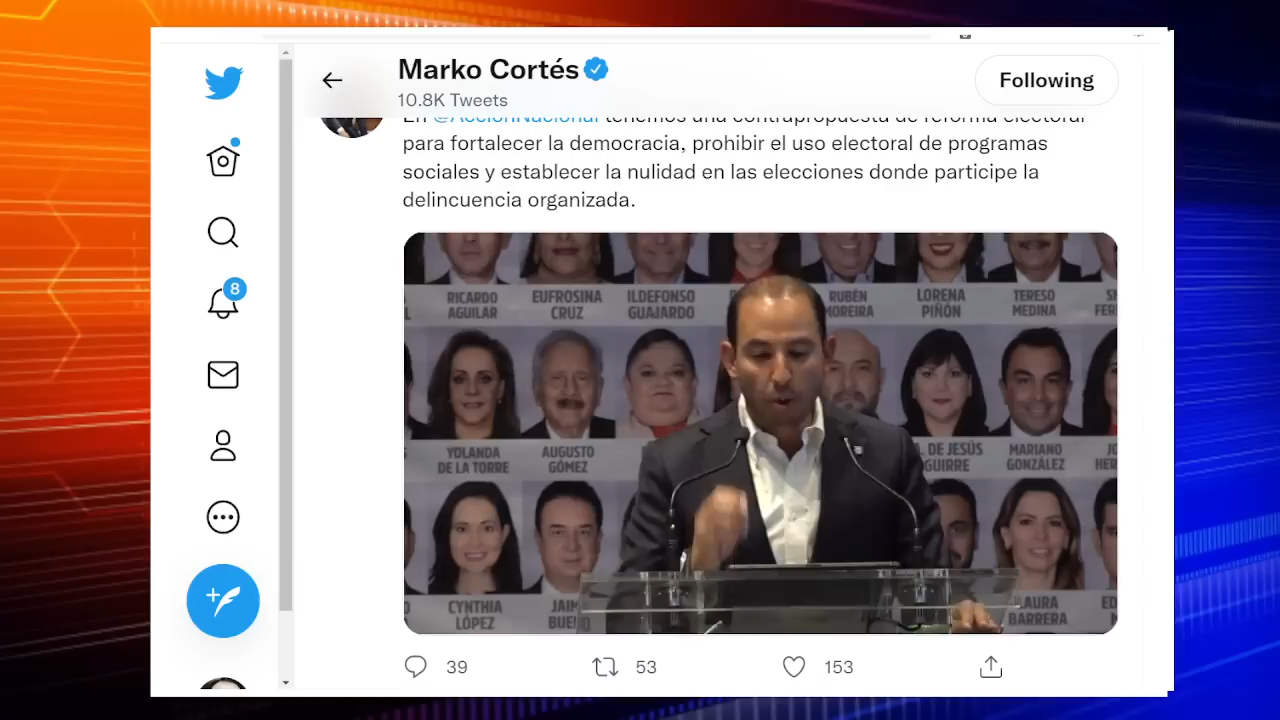 Marko Cortés
Following
10.8K Tweets
En @AccionNacional tenemos una contrapropuesta de reforma electoral
para fortalecer la democracia, prohibir el uso electoral de programas
sociales y establecer la nulidad en las elecciones donde participe la
delincuencia organizada.
8
RICARDO AGUILAR
EUFROSINA CRUZ
ILDEFONSO GUAJARDO
RUBÉN MOREIRA
LORENA PIÑÓN
TERESO MEDINA
YOLANDA DE LA TORRE
AUGUSTO GÓMEZ
DE JESÚS
MARIANO GONZÁLEZ
CYNTHIA LÓPEZ
LAURA BARRERA
39
53
153